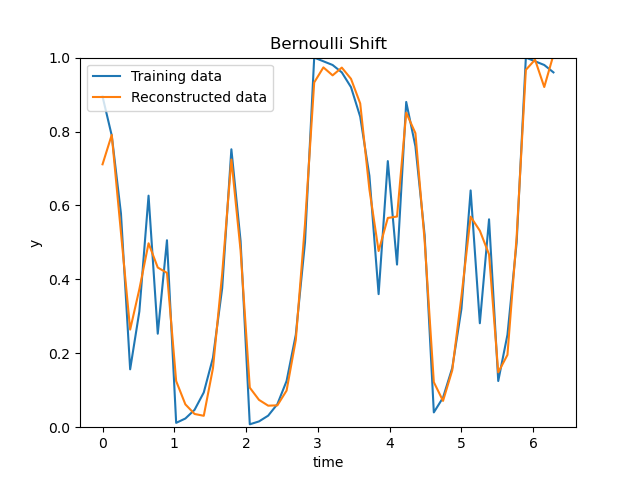 Bernoulli Shift
Training data
Reconstructed data
y
1.0
0.8
0.6
0.4
0.2
0.0
0 1 2 3 4 5 6
time